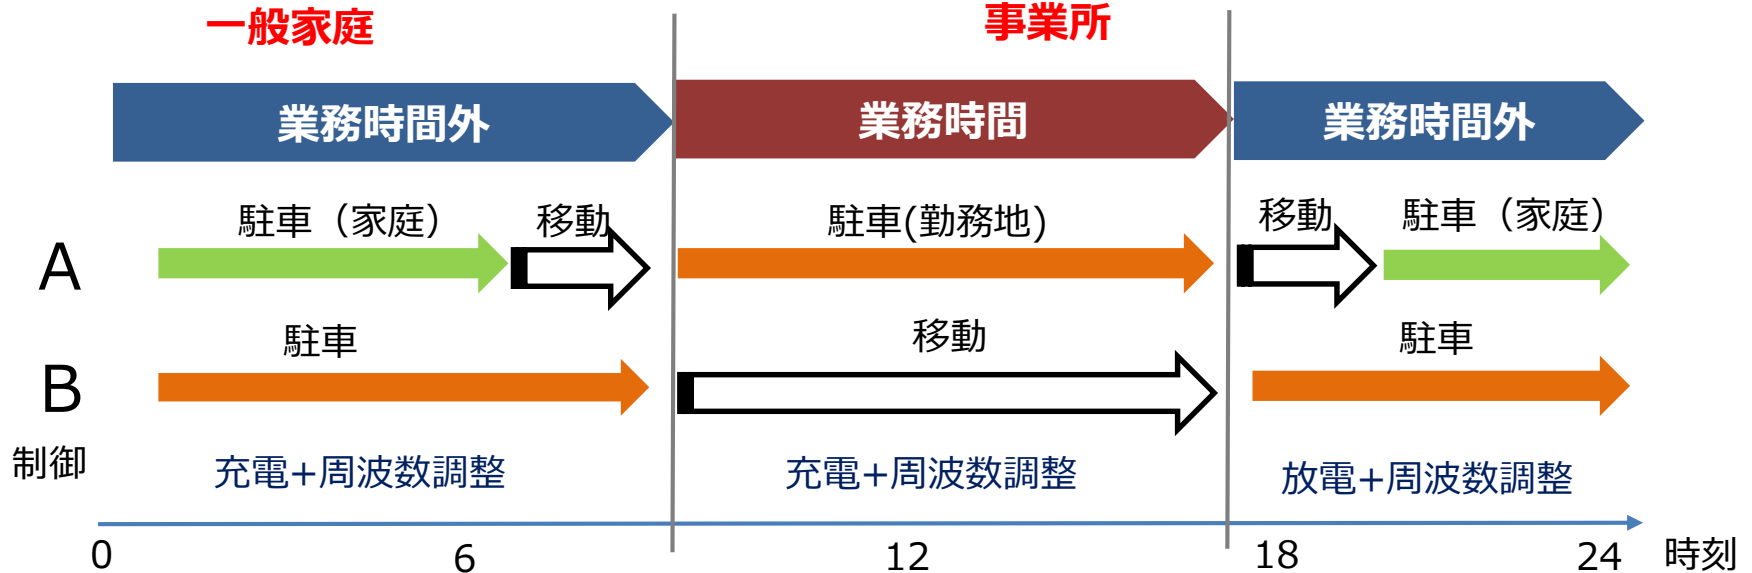 一般家庭
事業所
業務時間外
業務時間
業務時間外
駐車（家庭）
移動
駐車(勤務地)
移動
駐車（家庭）
A
駐車
移動
駐車
B
制御
充電+周波数調整
充電+周波数調整
放電+周波数調整
0
6
12
18
24
時刻